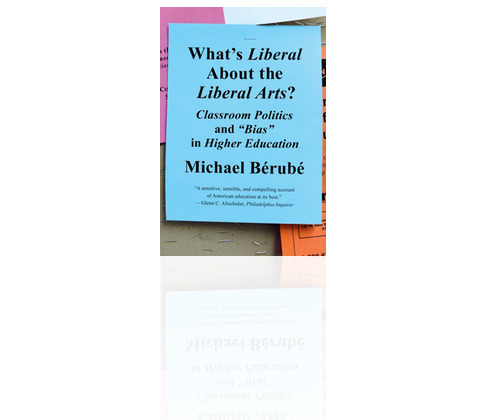 What's Liberal
About the
Liberal Arts?
Classroom Politics
and "Bias"
in Higher Education
Michael Bérubé
"A sensitive, sensible, and compelling account
of American education at its best."
— Glenn C. Altschuler, Philadelphia Inquirer